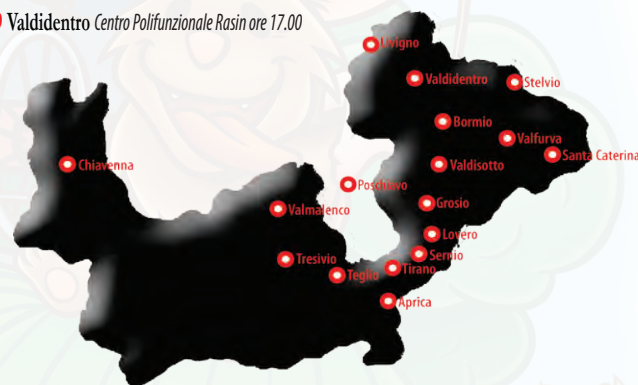 Valdidentro Centro Polifunzionale Rasin ore 17.00
Livigno
Valdidentro
Stelvio
Bormio
Valfurva
Santa Caterina
Chiavenna
Valdisotto
Poschiavo
Grosio
Valmalenco
Lovero
Sernio
Tresivio
Tirano
Teglio
Aprica